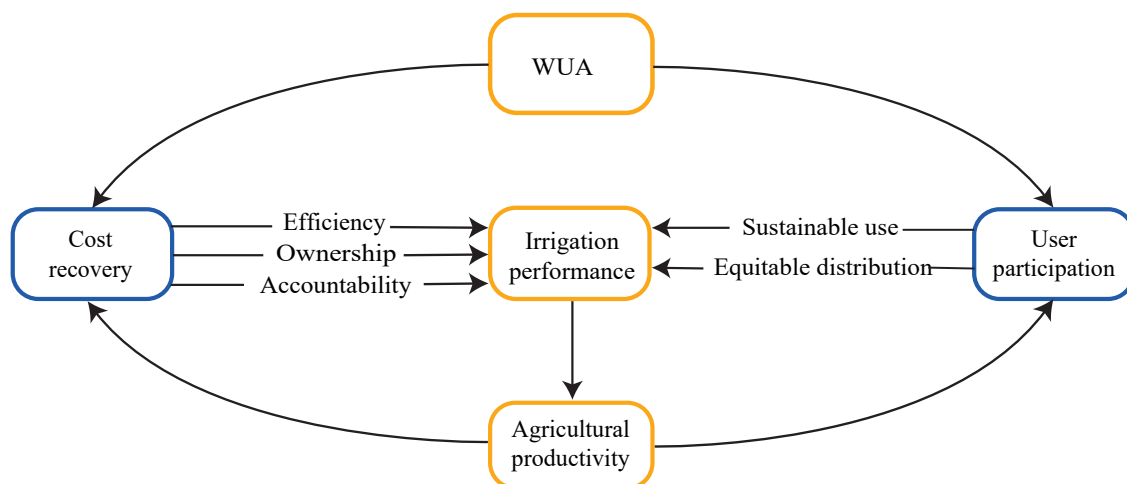 WUA
Efficiency
Ownership
Accountability
Cost
recovery
Irrigation
performance
Sustainable use
Equitable distribution
User
participation
Agricultural
productivity